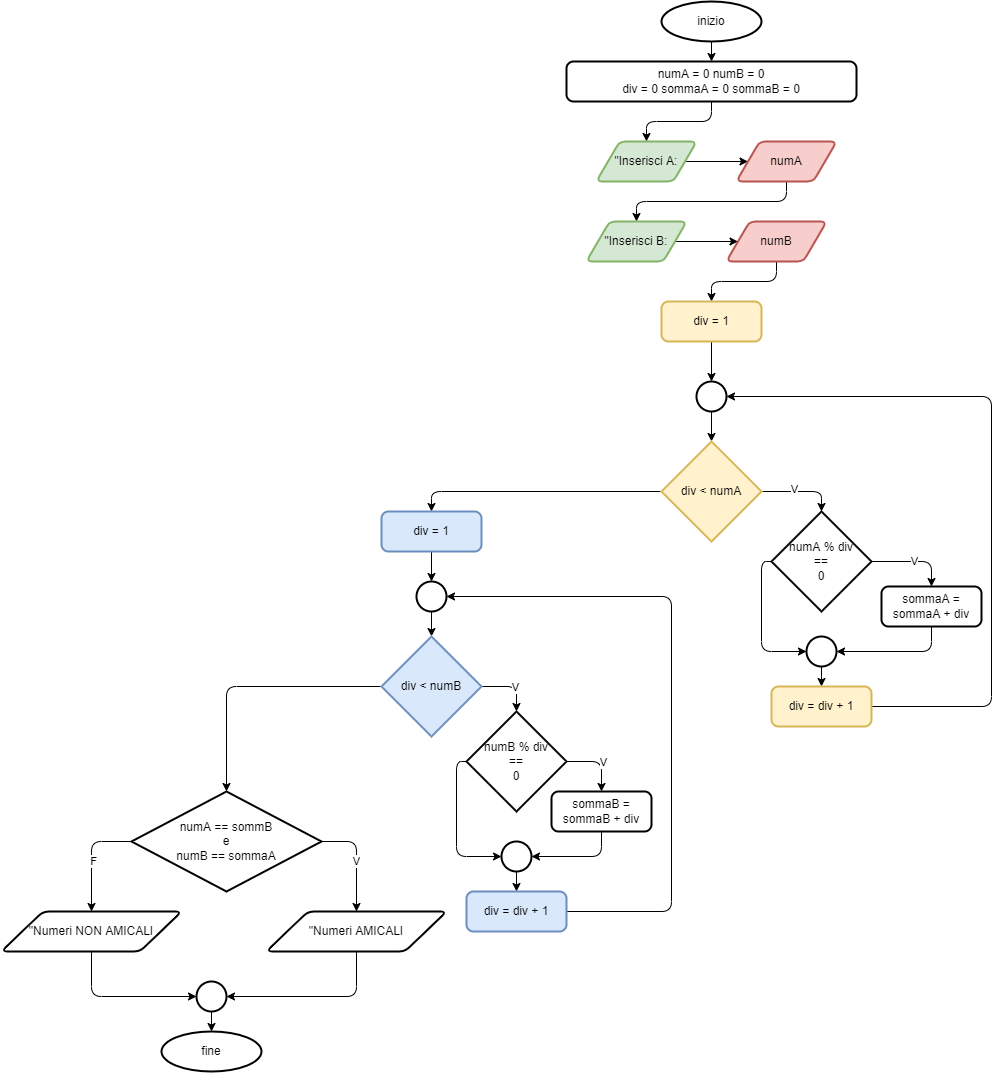 inizio
numA = 0 numB = 0
div = 0 sommaA = 0 sommaB = 0
"Inserisci A:
numA
"Inserisci B:
numB
div = 1
div < numA
V
numA % div
==
0
V
sommaA =
sommaA + div
div = div + 1
div = 1
div < numB
V
numB % div
==
0
V
sommaB =
sommaB + div
div = div + 1
numA == sommB
e
numB == sommaA
F
V
"Numeri NON AMICALI
"Numeri AMICALI
fine